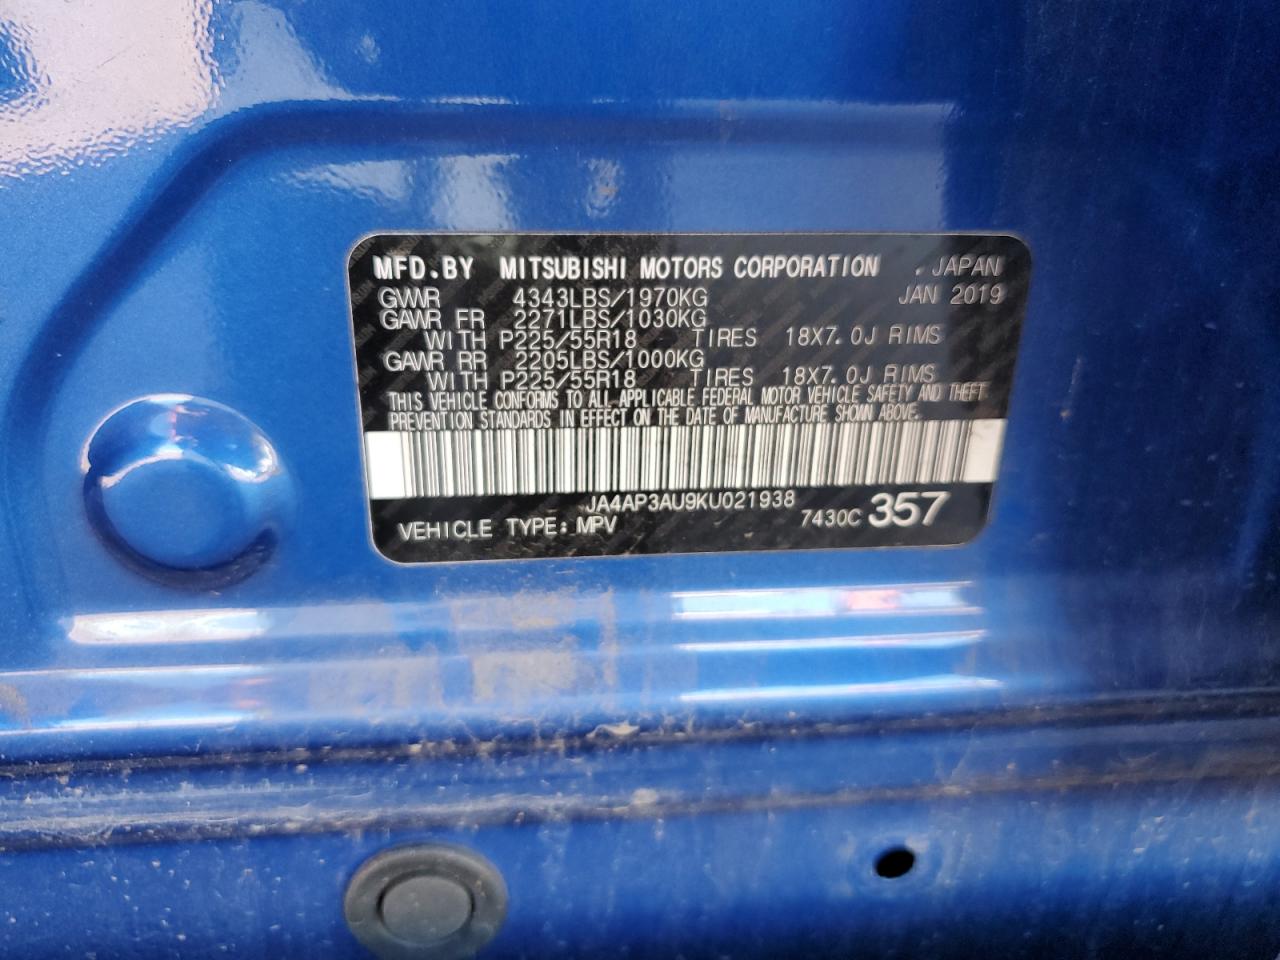 MFD.BY MITSUBISHI MOTORS CORPORATION , JAPAN
GVWR 4343LBS/1970KG JAN 2019
GAWR FR 2271LBS/1030KG
WITH P225/55R18 TIRES 18X7.0J RIMS
GAWR RR 2205LBS/1000KG
WITH P225/55R18 TIRES 18X7.0J RIMS
THIS VEHICLE CONFORMS TO ALL APPLICABLE FEDERAL MOTOR VEHICLE SAFETY AND THEFT
PREVENTION STANDARDS IN EFFECT ON THE DATE OF MANUFACTURE SHOWN ABOVE.
JA4AP3AU9KU021938
VEHICLE TYPE: MPV 7430C 357